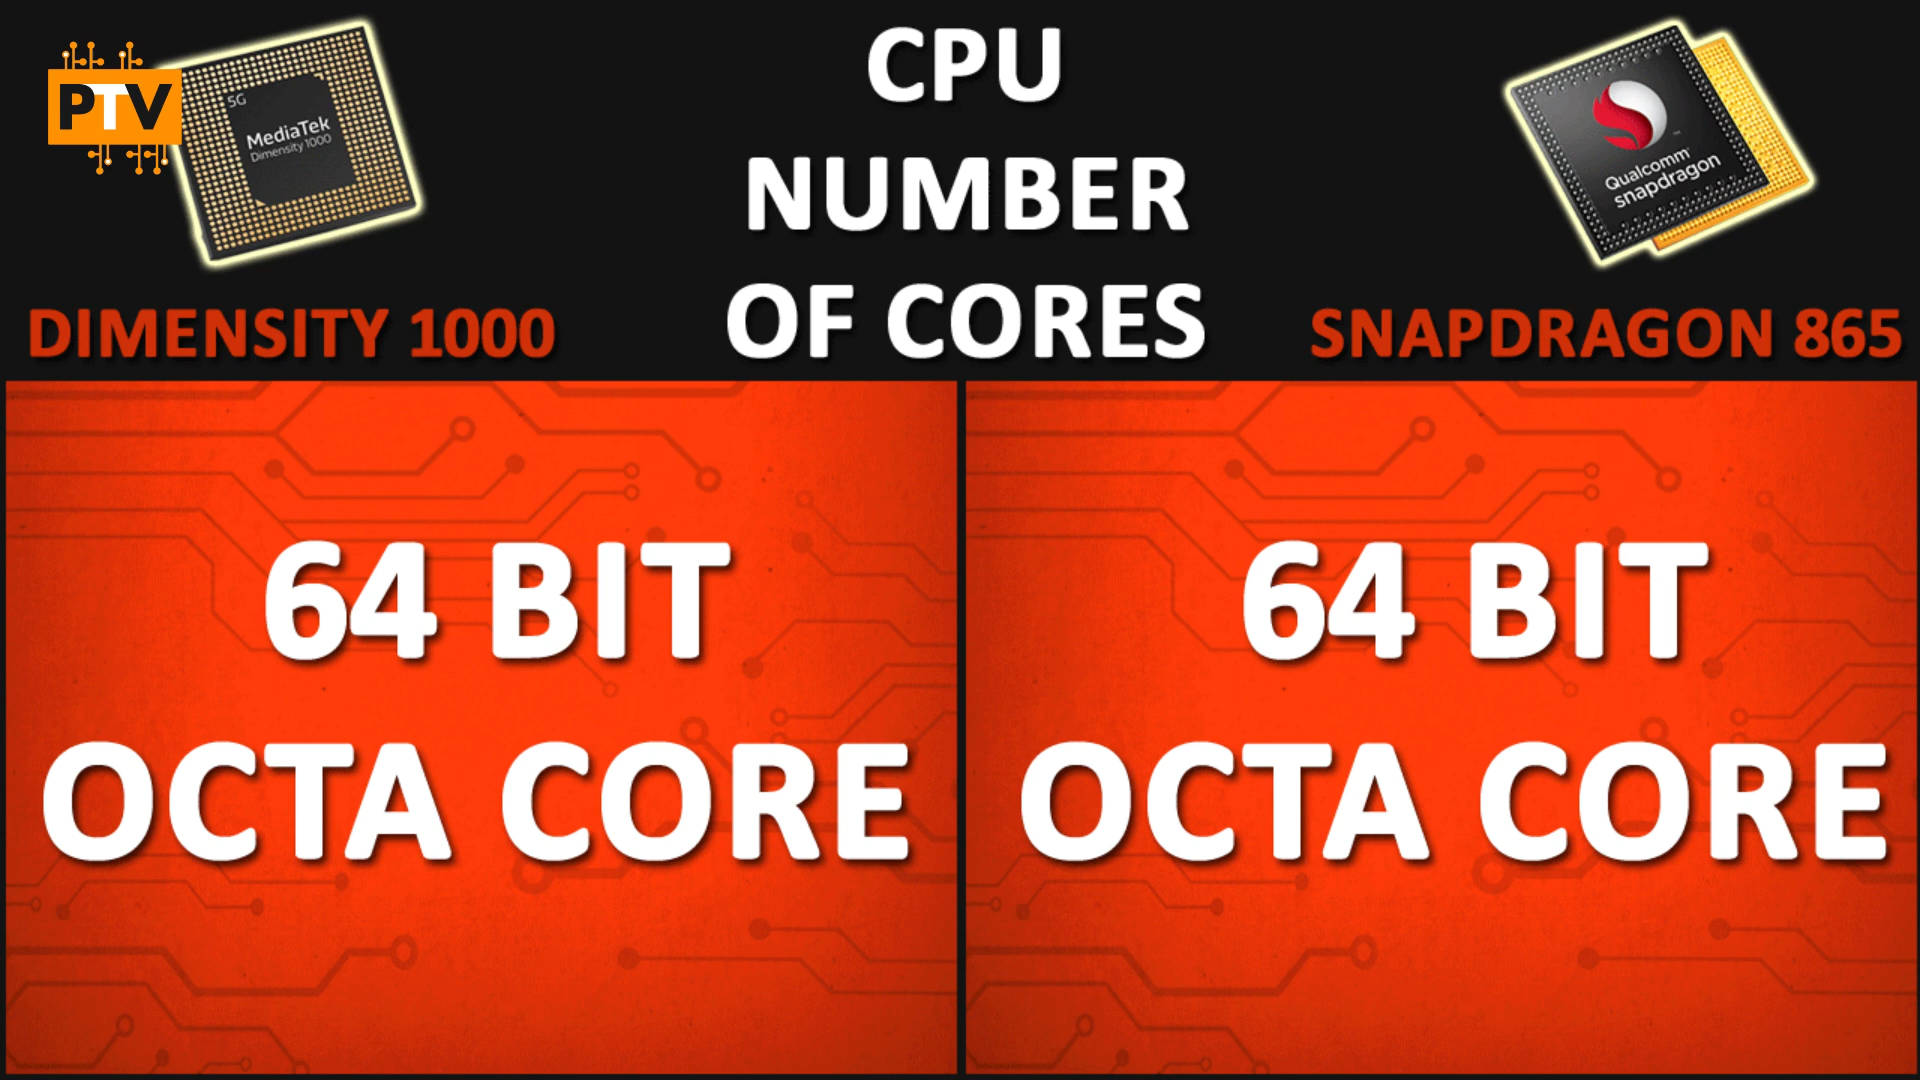 PTV
5G
MediaTek
Dimensity 1000
CPU
NUMBER
OF CORES
Qualcomm
snapdragon
DIMENSITY 1000
SNAPDRAGON 865
64 BIT
OCTA CORE
64 BIT
OCTA CORE